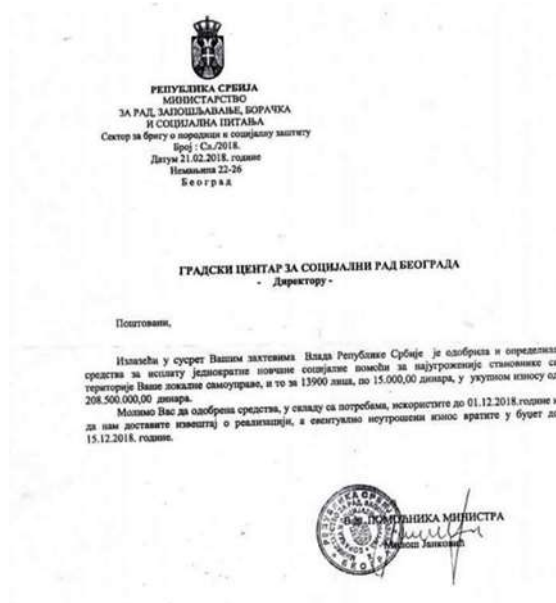 РЕПУБЛИКА СРБИЈА
МИНИСТАРСТВО
ЗА РАД, ЗАПОШЉАВАЊЕ, БОРАЧКА
И СОЦИЈАЛНА ПИТАЊА
Сектор за бригу о породици и социјалну заштиту
Број : Сл./2018.
Датум 21.02.2018. године
Немањина 22-26
Београд
ГРАДСКИ ЦЕНТАР ЗА СОЦИЈАЛНИ РАД БЕОГРАДА
- Директору -
Поштовани,
Излазећи у сусрет Вашим захтевима Влада Републике Србије је одобрила и определила
средства за исплату једнократне новчане социјалне помоћи за најугроженије становнике са
територије Ваше локалне самоуправе, и то за 13900 лица, по 15.000,00 динара, у укупном износу од
208.500.000,00 динара.
Молимо Вас да одобрена средства, у складу са потребама, искористите до 01.12.2018.године и
да нам доставите извештај о реализацији, а евентуално неутрошени износ вратите у буџет до
15.12.2018. године.
ПОМОЋНИКА МИНИСТРА
Милош Јанковић